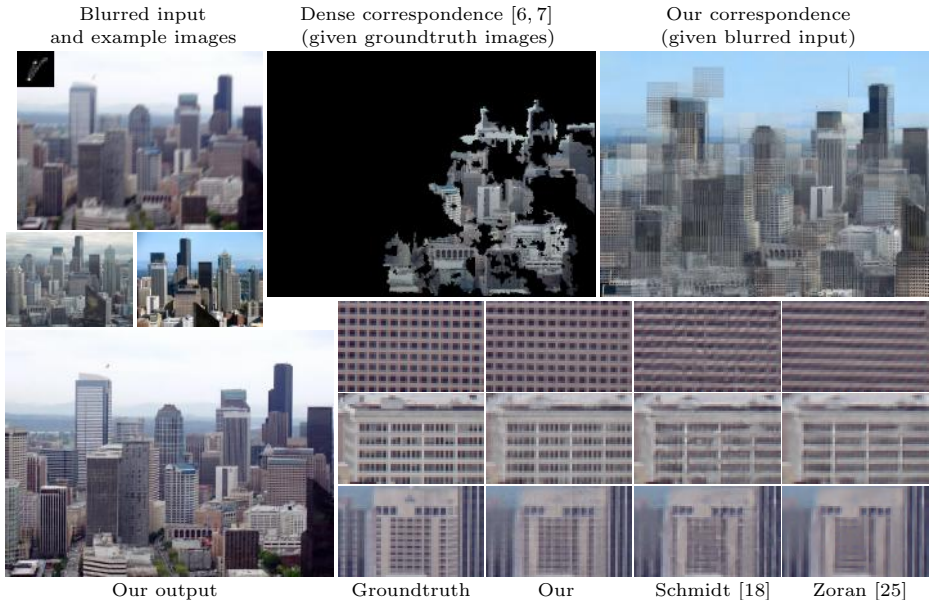 Blurred input
and example images
Dense correspondence [6, 7]
(given groundtruth images)
Our correspondence
(given blurred input)
Our output
Groundtruth
Our
Schmidt [18]
Zoran [25]